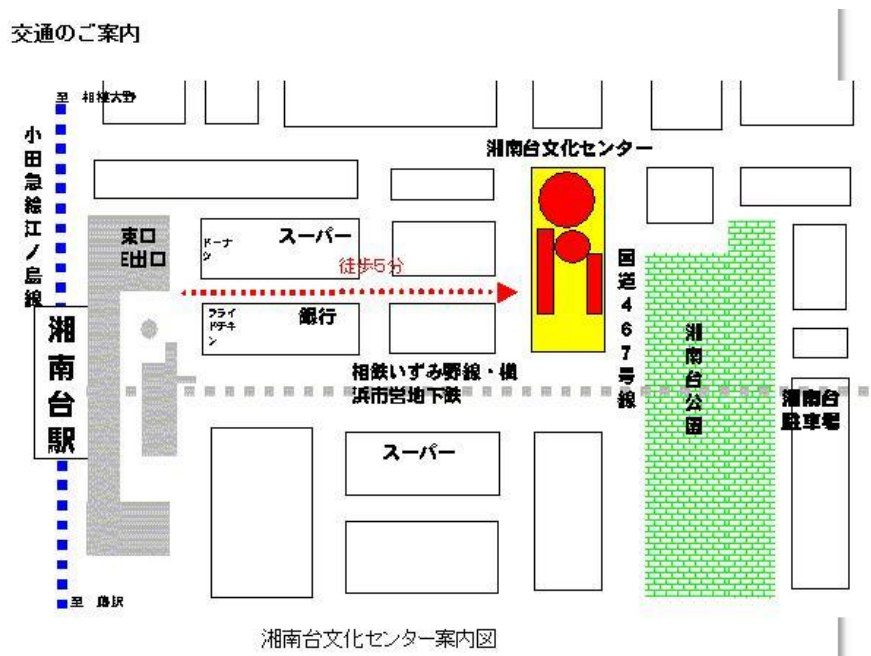 交通のご案内
至 相模大野
小田急絵江ノ島線
湘南台文化センター
東口
E出口
ドーナ
ツ
スーパー
徒歩5分
国道467号線
フライ
ドチキ
ン
銀行
湘南台駅
湘南台公園
相鉄いずみ野線・横
浜市営地下鉄
湘南台
駐車場
スーパー
至 藤沢
湘南台文化センター案内図